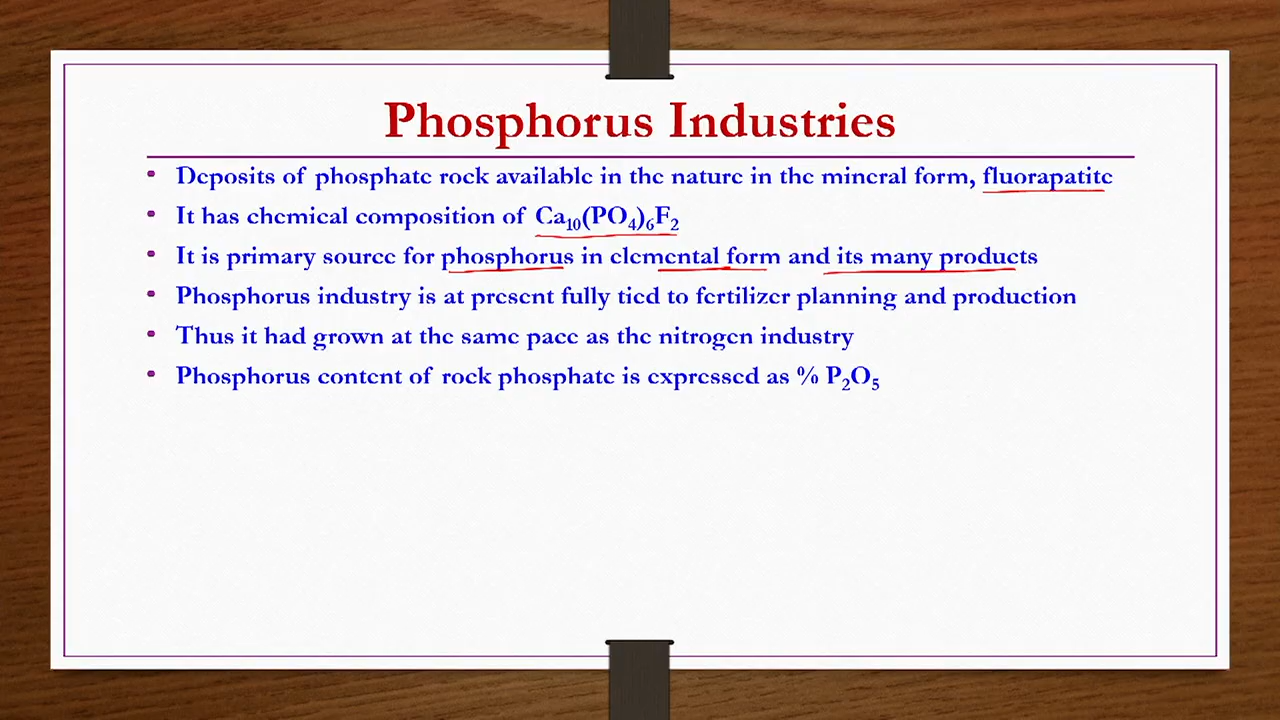 Phosphorus Industries
• Deposits of phosphate rock available in the nature in the mineral form, fluorapatite
• It has chemical composition of Ca₁₀(PO₄)₆F₂
• It is primary source for phosphorus in elemental form and its many products
• Phosphorus industry is at present fully tied to fertilizer planning and production
• Thus it had grown at the same pace as the nitrogen industry
• Phosphorus content of rock phosphate is expressed as % P₂O₅